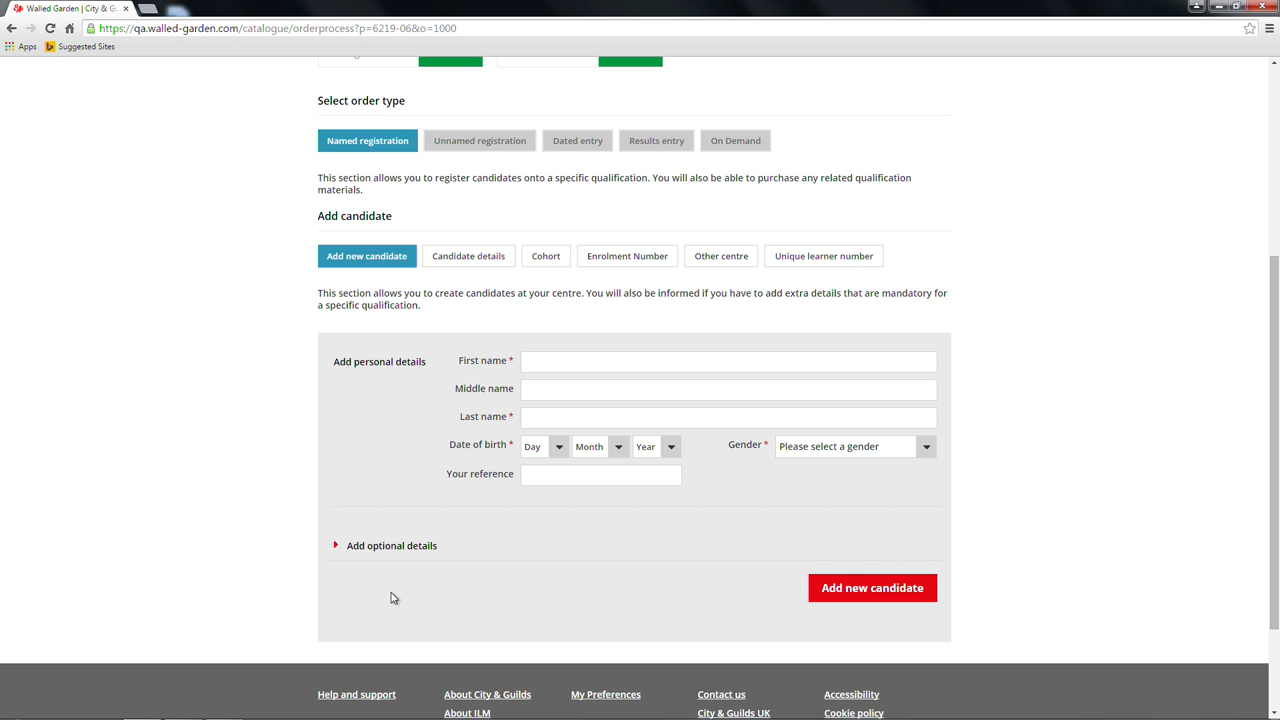 Walled Garden | City & Gu
https://qa.walled-garden.com/catalogue/orderprocess?p=6219-06&o=1000
Apps Suggested Sites
Select order type
Named registration Unnamed registration Dated entry Results entry On Demand
This section allows you to register candidates onto a specific qualification. You will also be able to purchase any related qualification
materials.
Add candidate
Add new candidate Candidate details Cohort Enrolment Number Other centre Unique learner number
This section allows you to create candidates at your centre. You will also be informed if you have to add extra details that are mandatory for
a specific qualification.
Add personal details First name *
Middle name
Last name *
Date of birth * Day Month Year Gender * Please select a gender
Your reference
Add optional details
Add new candidate
Help and support About City & Guilds My Preferences Contact us Accessibility
About ILM City & Guilds UK Cookie policy